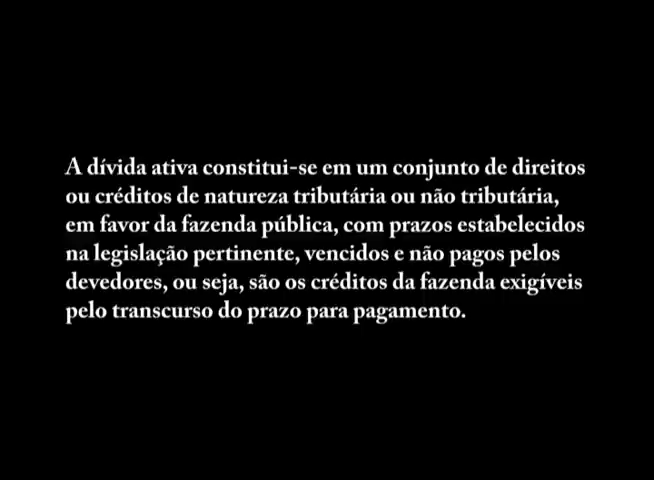 A dívida ativa constitui-se em um conjunto de direitos
ou créditos de natureza tributária ou não tributária,
em favor da fazenda pública, com prazos estabelecidos
na legislação pertinente, vencidos e não pagos pelos
devedores, ou seja, são os créditos da fazenda exigíveis
pelo transcurso do prazo para pagamento.